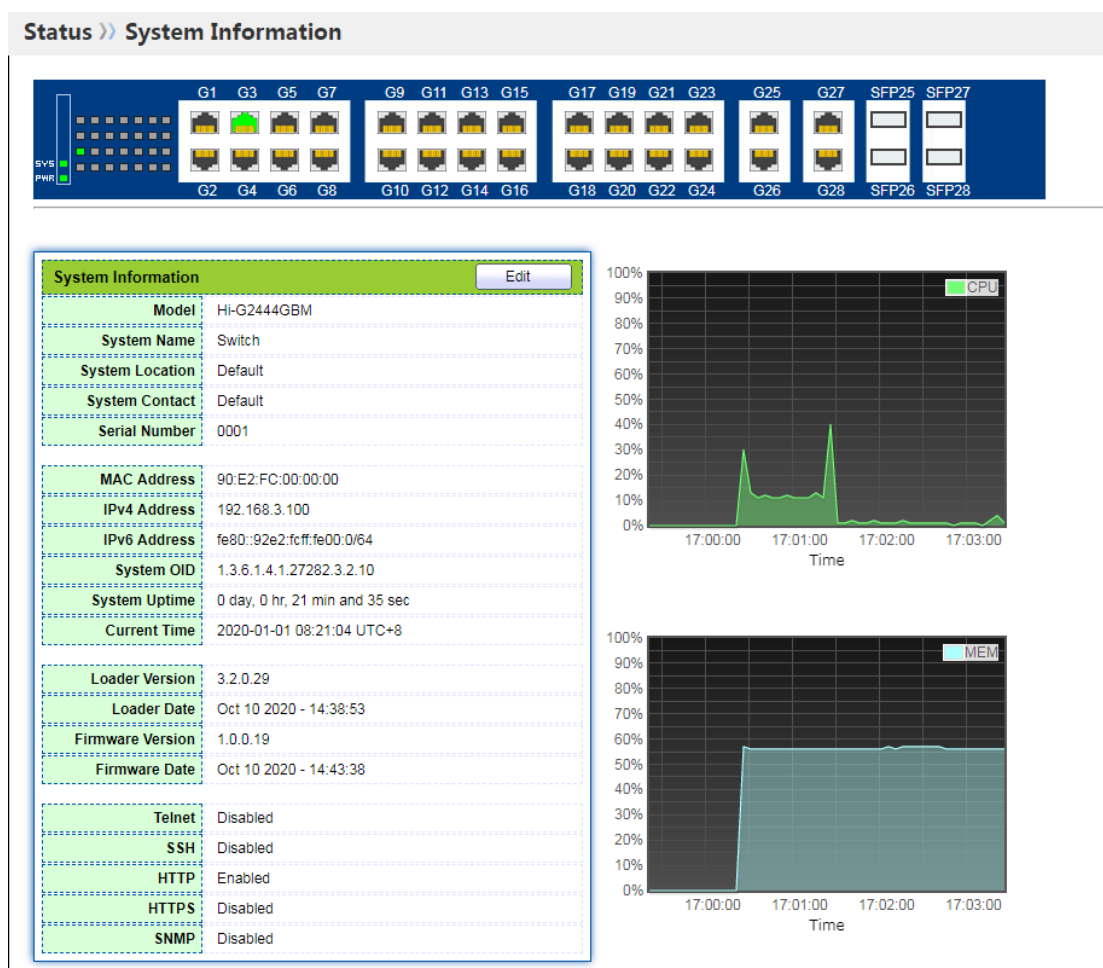 Status 》 System Information
G1 G3 G5 G7 G9 G11 G13 G15 G17 G19 G21 G23 G25 G27 SFP25 SFP27
SYS
PWR
G2 G4 G6 G8 G10 G12 G14 G16 G18 G20 G22 G24 G26 G28 SFP26 SFP28
System Information Edit
Model Hi-G2444GBM
System Name Switch
System Location Default
System Contact Default
Serial Number 0001
MAC Address 90:E2:FC:00:00:00
IPv4 Address 192.168.3.100
IPv6 Address fe80::92e2:fcff:fe00:0/64
System OID 1.3.6.1.4.1.27282.3.2.10
System Uptime 0 day, 0 hr, 21 min and 35 sec
Current Time 2020-01-01 08:21:04 UTC+8
Loader Version 3.2.0.29
Loader Date Oct 10 2020 - 14:38:53
Firmware Version 1.0.0.19
Firmware Date Oct 10 2020 - 14:43:38
Telnet Disabled
SSH Disabled
HTTP Enabled
HTTPS Disabled
SNMP Disabled
CPU
100%
90%
80%
70%
60%
50%
40%
30%
20%
10%
0%
17:00:00 17:01:00 17:02:00 17:03:00
Time
MEM
100%
90%
80%
70%
60%
50%
40%
30%
20%
10%
0%
17:00:00 17:01:00 17:02:00 17:03:00
Time